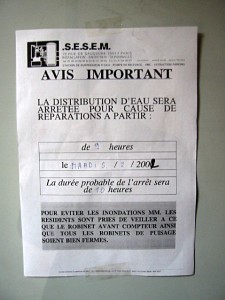 .S.E.S.E.M.
AVIS IMPORTANT
LA DISTRIBUTION D'EAU SERA
ARRETEE POUR CAUSE DE
REPARATIONS A PARTIR :
de heures
le MARDI 200
La durée probable de l'arrêt sera
de heures
POUR EVITER LES INONDATIONS MM. LES
RESIDENTS SONT PRIES DE VEILLER A CE
QUE LE ROBINET AVANT COMPTEUR AINSI
QUE TOUS LES ROBINETS DE PUISAGE
SOIENT BIEN FERMES.